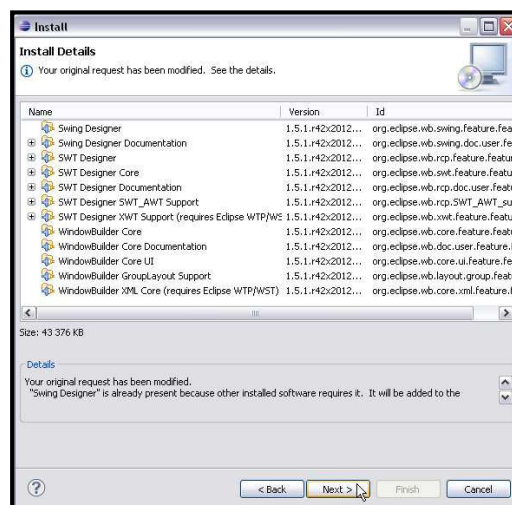 Install
Install Details
Your original request has been modified. See the details.
Name Version Id
Swing Designer 1.5.1.r42x2012... org.eclipse.wb.swing.feature.fea
Swing Designer Documentation 1.5.1.r42x2012... org.eclipse.wb.swing.doc.user.fe
SWT Designer 1.5.1.r42x2012... org.eclipse.wb.rcp.feature.featur
SWT Designer Core 1.5.1.r42x2012... org.eclipse.wb.swt.feature.featu
SWT Designer Documentation 1.5.1.r42x2012... org.eclipse.wb.rcp.doc.user.featu
SWT Designer SWT_AWT Support 1.5.1.r42x2012... org.eclipse.wb.rcp.SWT_AWT_su
SWT Designer XWT Support (requires Eclipse WTP/WS 1.5.1.r42x2012... org.eclipse.wb.xwt.feature.featu
WindowBuilder Core 1.5.1.r42x2012... org.eclipse.wb.core.feature.featu
WindowBuilder Core Documentation 1.5.1.r42x2012... org.eclipse.wb.doc.user.feature.
WindowBuilder Core UI 1.5.1.r42x2012... org.eclipse.wb.core.ui.feature.fe
WindowBuilder GroupLayout Support 1.5.1.r42x2012... org.eclipse.wb.layout.group.feat
WindowBuilder XML Core (requires Eclipse WTP/WST) 1.5.1.r42x2012... org.eclipse.wb.core.xml.feature.
Size: 43 376 KB
Details
Your original request has been modified.
"Swing Designer" is already present because other installed software requires it. It will be added to the
< Back Next > Finish Cancel